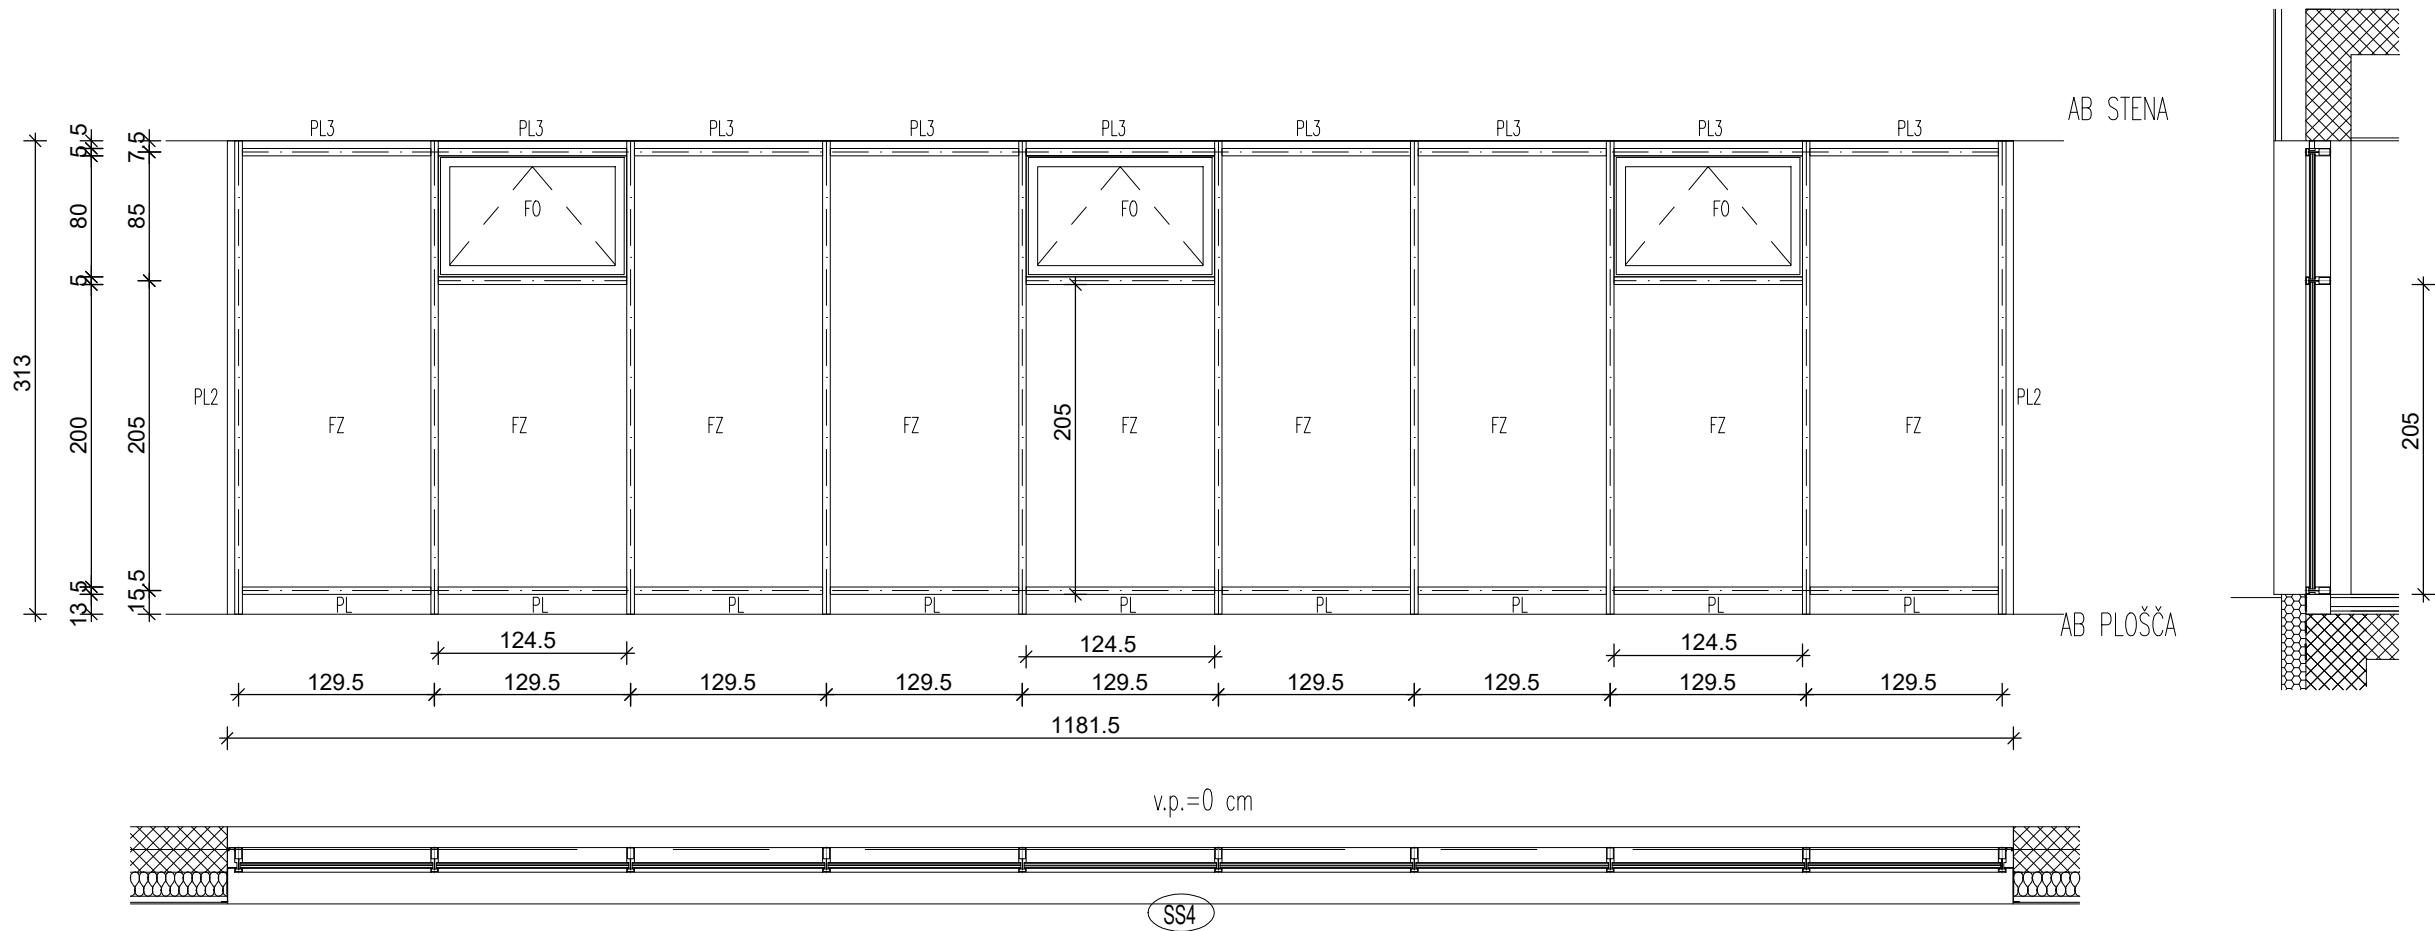 AB STENA
PL3 PL3 PL3 PL3 PL3 PL3 PL3 PL3 PL3
5 7.5
FO FO FO
80 85
5
313
PL2 PL2
FZ FZ FZ FZ FZ FZ FZ FZ FZ
200 205 205 205
13 5 15.5
PL PL PL PL PL PL PL PL PL
AB PLOŠČA
124.5 124.5 124.5
129.5 129.5 129.5 129.5 129.5 129.5 129.5 129.5 129.5
1181.5
v.p.=0 cm
SS4